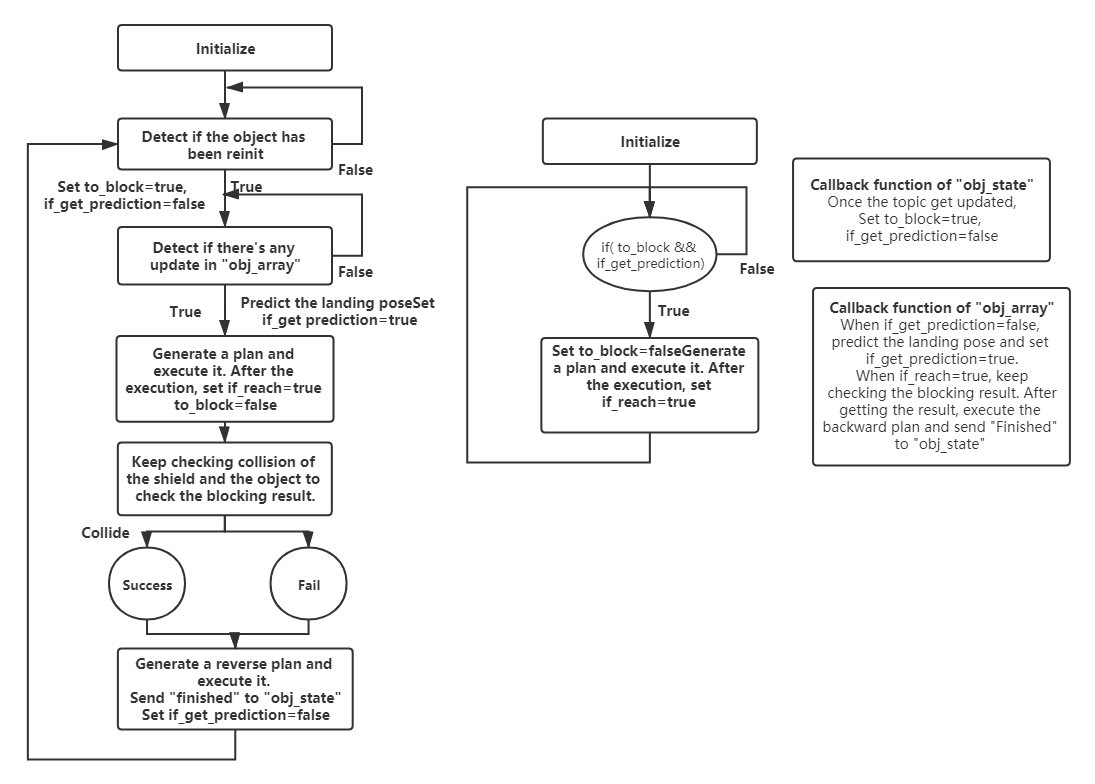 Initialize
Detect if the object has
been reinit
False
Set to_block=true,
if_get_prediction=false
True
Detect if there's any
update in "obj_array"
False
True
Predict the landing poseSet
if_get prediction=true
Generate a plan and
execute it. After the
execution, set if_reach=true
to_block=false
Keep checking collision of
the shield and the object to
check the blocking result.
Collide
Success
Fail
Generate a reverse plan and
execute it.
Send "finished" to "obj_state"
Set if_get_prediction=false
Initialize
if( to_block &&
if_get_prediction)
False
True
Set to_block=falseGenerate
a plan and execute it. After
the execution, set
if_reach=true
Callback function of "obj_state"
Once the topic get updated,
Set to_block=true,
if_get_prediction=false
Callback function of "obj_array"
When if_get_prediction=false,
predict the landing pose and set
if_get_prediction=true.
When if_reach=true, keep
checking the blocking result. After
getting the result, execute the
backward plan and send "Finished"
to "obj_state"